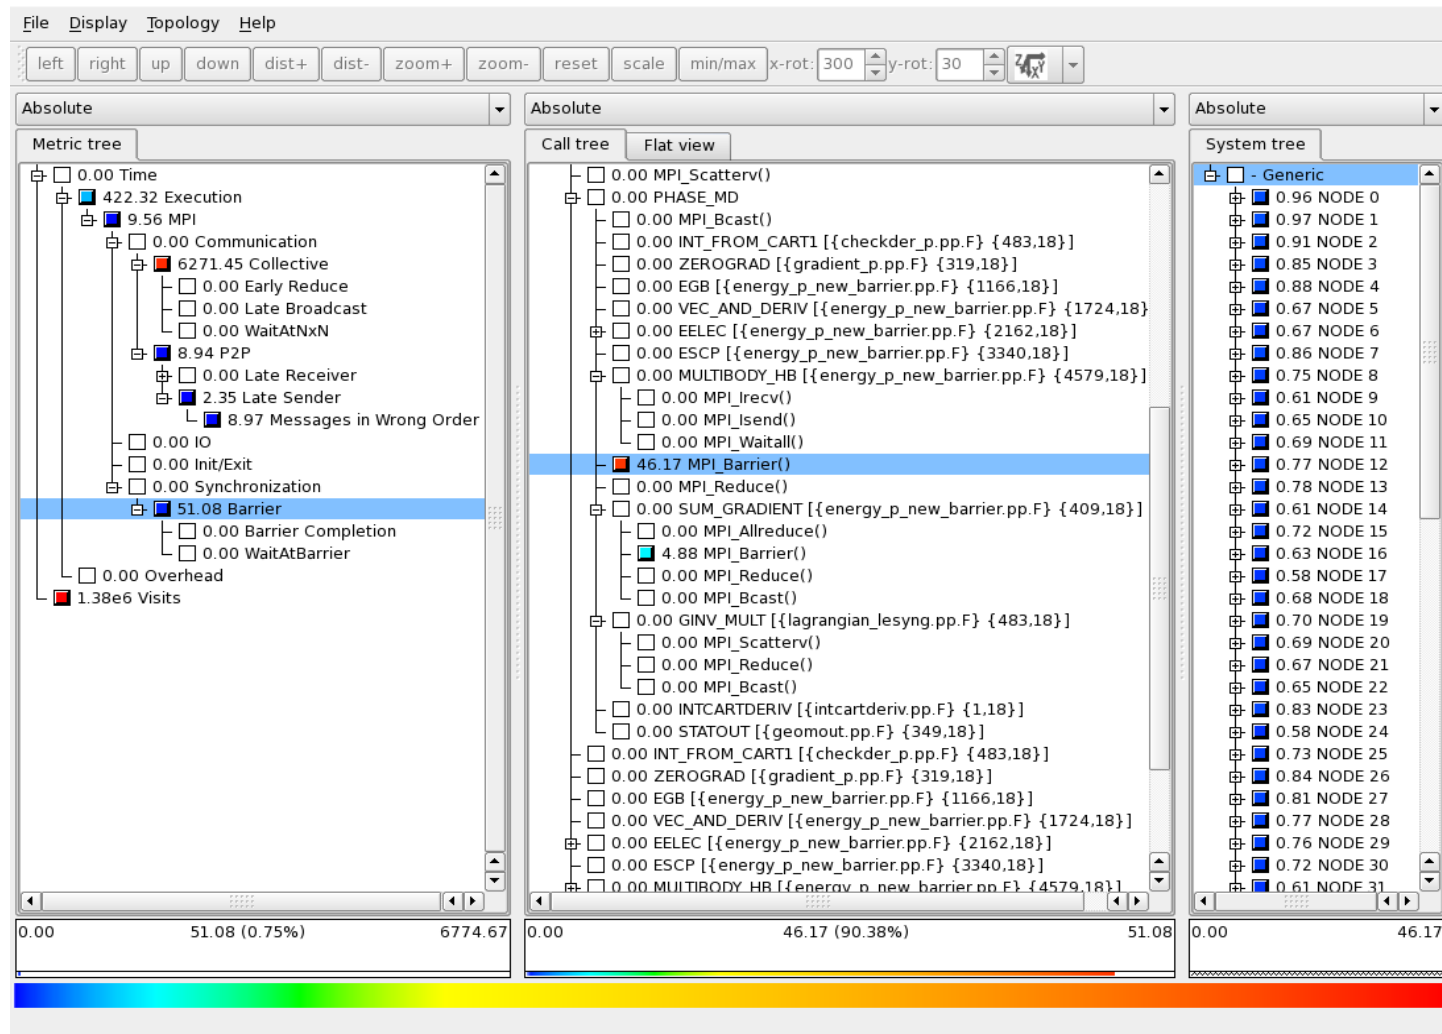 File Display Topology Help
left right up down dist+ dist- zoom+ zoom- reset scale min/max x-rot: 300 y-rot: 30
Absolute
Metric tree
0.00 Time
422.32 Execution
9.56 MPI
0.00 Communication
6271.45 Collective
0.00 Early Reduce
0.00 Late Broadcast
0.00 WaitAtNxN
8.94 P2P
0.00 Late Receiver
2.35 Late Sender
8.97 Messages in Wrong Order
0.00 IO
0.00 Init/Exit
0.00 Synchronization
51.08 Barrier
0.00 Barrier Completion
0.00 WaitAtBarrier
0.00 Overhead
1.38e6 Visits
0.00 51.08 (0.75%) 6774.67
Absolute
Call tree Flat view
0.00 MPI_Scatterv()
0.00 PHASE_MD
0.00 MPI_Bcast()
0.00 INT_FROM_CART1 [{checkder_p.pp.F} {483,18}]
0.00 ZEROGRAD [{gradient_p.pp.F} {319,18}]
0.00 EGB [{energy_p_new_barrier.pp.F} {1166,18}]
0.00 VEC_AND_DERIV [{energy_p_new_barrier.pp.F} {1724,18}
0.00 EELEC [{energy_p_new_barrier.pp.F} {2162,18}]
0.00 ESCP [{energy_p_new_barrier.pp.F} {3340,18}]
0.00 MULTIBODY_HB [{energy_p_new_barrier.pp.F} {4579,18}]
0.00 MPI_Irecv()
0.00 MPI_Isend()
0.00 MPI_Waitall()
46.17 MPI_Barrier()
0.00 MPI_Reduce()
0.00 SUM_GRADIENT [{energy_p_new_barrier.pp.F} {409,18}]
0.00 MPI_Allreduce()
4.88 MPI_Barrier()
0.00 MPI_Reduce()
0.00 MPI_Bcast()
0.00 GINV_MULT [{lagrangian_lesyng.pp.F} {483,18}]
0.00 MPI_Scatterv()
0.00 MPI_Reduce()
0.00 MPI_Bcast()
0.00 INTCARTDERIV [{intcartderiv.pp.F} {1,18}]
0.00 STATOUT [{geomout.pp.F} {349,18}]
0.00 INT_FROM_CART1 [{checkder_p.pp.F} {483,18}]
0.00 ZEROGRAD [{gradient_p.pp.F} {319,18}]
0.00 EGB [{energy_p_new_barrier.pp.F} {1166,18}]
0.00 VEC_AND_DERIV [{energy_p_new_barrier.pp.F} {1724,18}]
0.00 EELEC [{energy_p_new_barrier.pp.F} {2162,18}]
0.00 ESCP [{energy_p_new_barrier.pp.F} {3340,18}]
0.00 MULTIBODY_HB [{energy_p_new_barrier.pp.F} {4579,18}]
0.00 46.17 (90.38%) 51.08
Absolute
System tree
- Generic
0.96 NODE 0
0.97 NODE 1
0.91 NODE 2
0.85 NODE 3
0.88 NODE 4
0.67 NODE 5
0.67 NODE 6
0.86 NODE 7
0.75 NODE 8
0.61 NODE 9
0.65 NODE 10
0.69 NODE 11
0.77 NODE 12
0.78 NODE 13
0.61 NODE 14
0.72 NODE 15
0.63 NODE 16
0.58 NODE 17
0.68 NODE 18
0.70 NODE 19
0.69 NODE 20
0.67 NODE 21
0.65 NODE 22
0.83 NODE 23
0.58 NODE 24
0.73 NODE 25
0.84 NODE 26
0.81 NODE 27
0.77 NODE 28
0.76 NODE 29
0.72 NODE 30
0.61 NODE 31
0.00 46.17